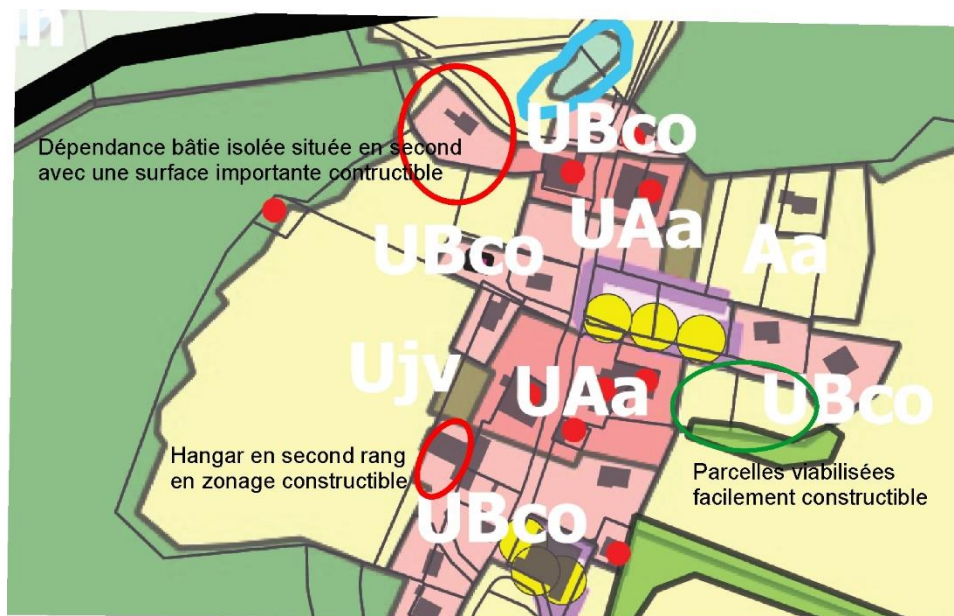 UBco
Dépendance bâtie isolée située en second
avec une surface importante contructible
UAa
UBco
Aa
Ujv
UAa
UBco
Hangar en second rang
en zonage constructible
Parcelles viabilisées
facilement constructible
UBco